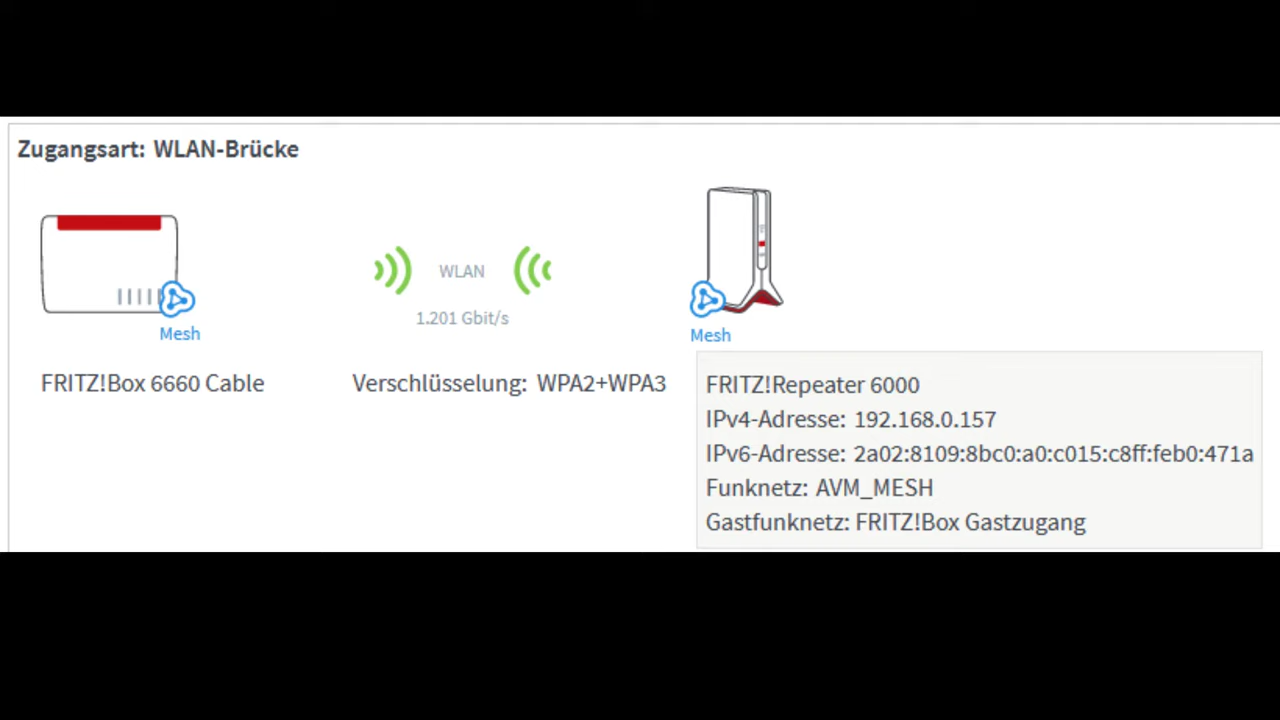 Zugangsart: WLAN-Brücke
WLAN
1.201 Gbit/s
Mesh
Mesh
FRITZ!Box 6660 Cable
Verschlüsselung: WPA2+WPA3
FRITZ!Repeater 6000
IPv4-Adresse: 192.168.0.157
IPv6-Adresse: 2a02:8109:8bc0:a0:c015:c8ff:feb0:471a
Funknetz: AVM_MESH
Gastfunknetz: FRITZ!Box Gastzugang